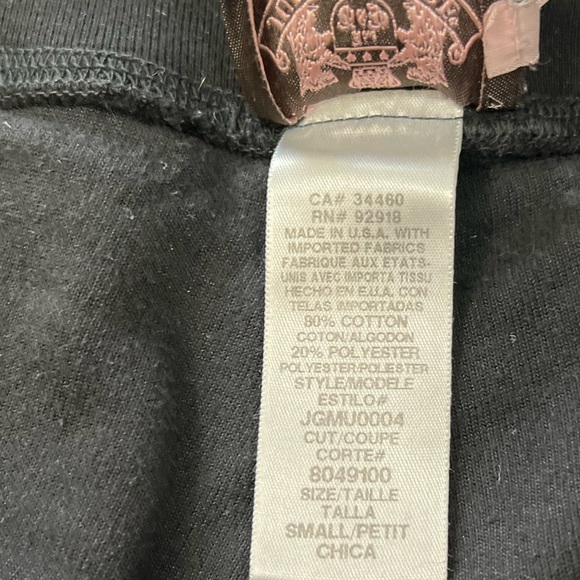 CA# 34460
RN# 92918
MADE IN U.S.A. WITH
IMPORTED FABRICS
FABRIQUE AUX ETATS-
UNIS AVEC IMPORTA TISSU
HECHO EN E.U.A. CON
TELAS IMPORTADAS
80% COTTON
COTON/ALGODON
20% POLYESTER
POLYESTER/POLIESTER
STYLE/MODELE
ESTILO#
JGMU0004
CUT/COUPE
CORTE#
8049100
SIZE/TAILLE
TALLA
SMALL/PETIT
CHICA